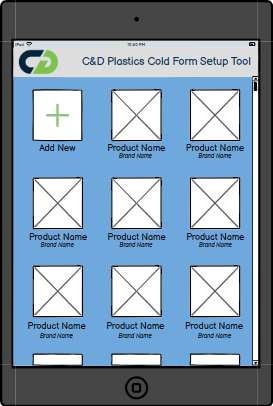 iPad 10:60 PM
CD C&D Plastics Cold Form Setup Tool
Add New Product Name Product Name
Brand Name Brand Name
Product Name Product Name Product Name
Brand Name Brand Name Brand Name
Product Name Product Name Product Name
Brand Name Brand Name Brand Name